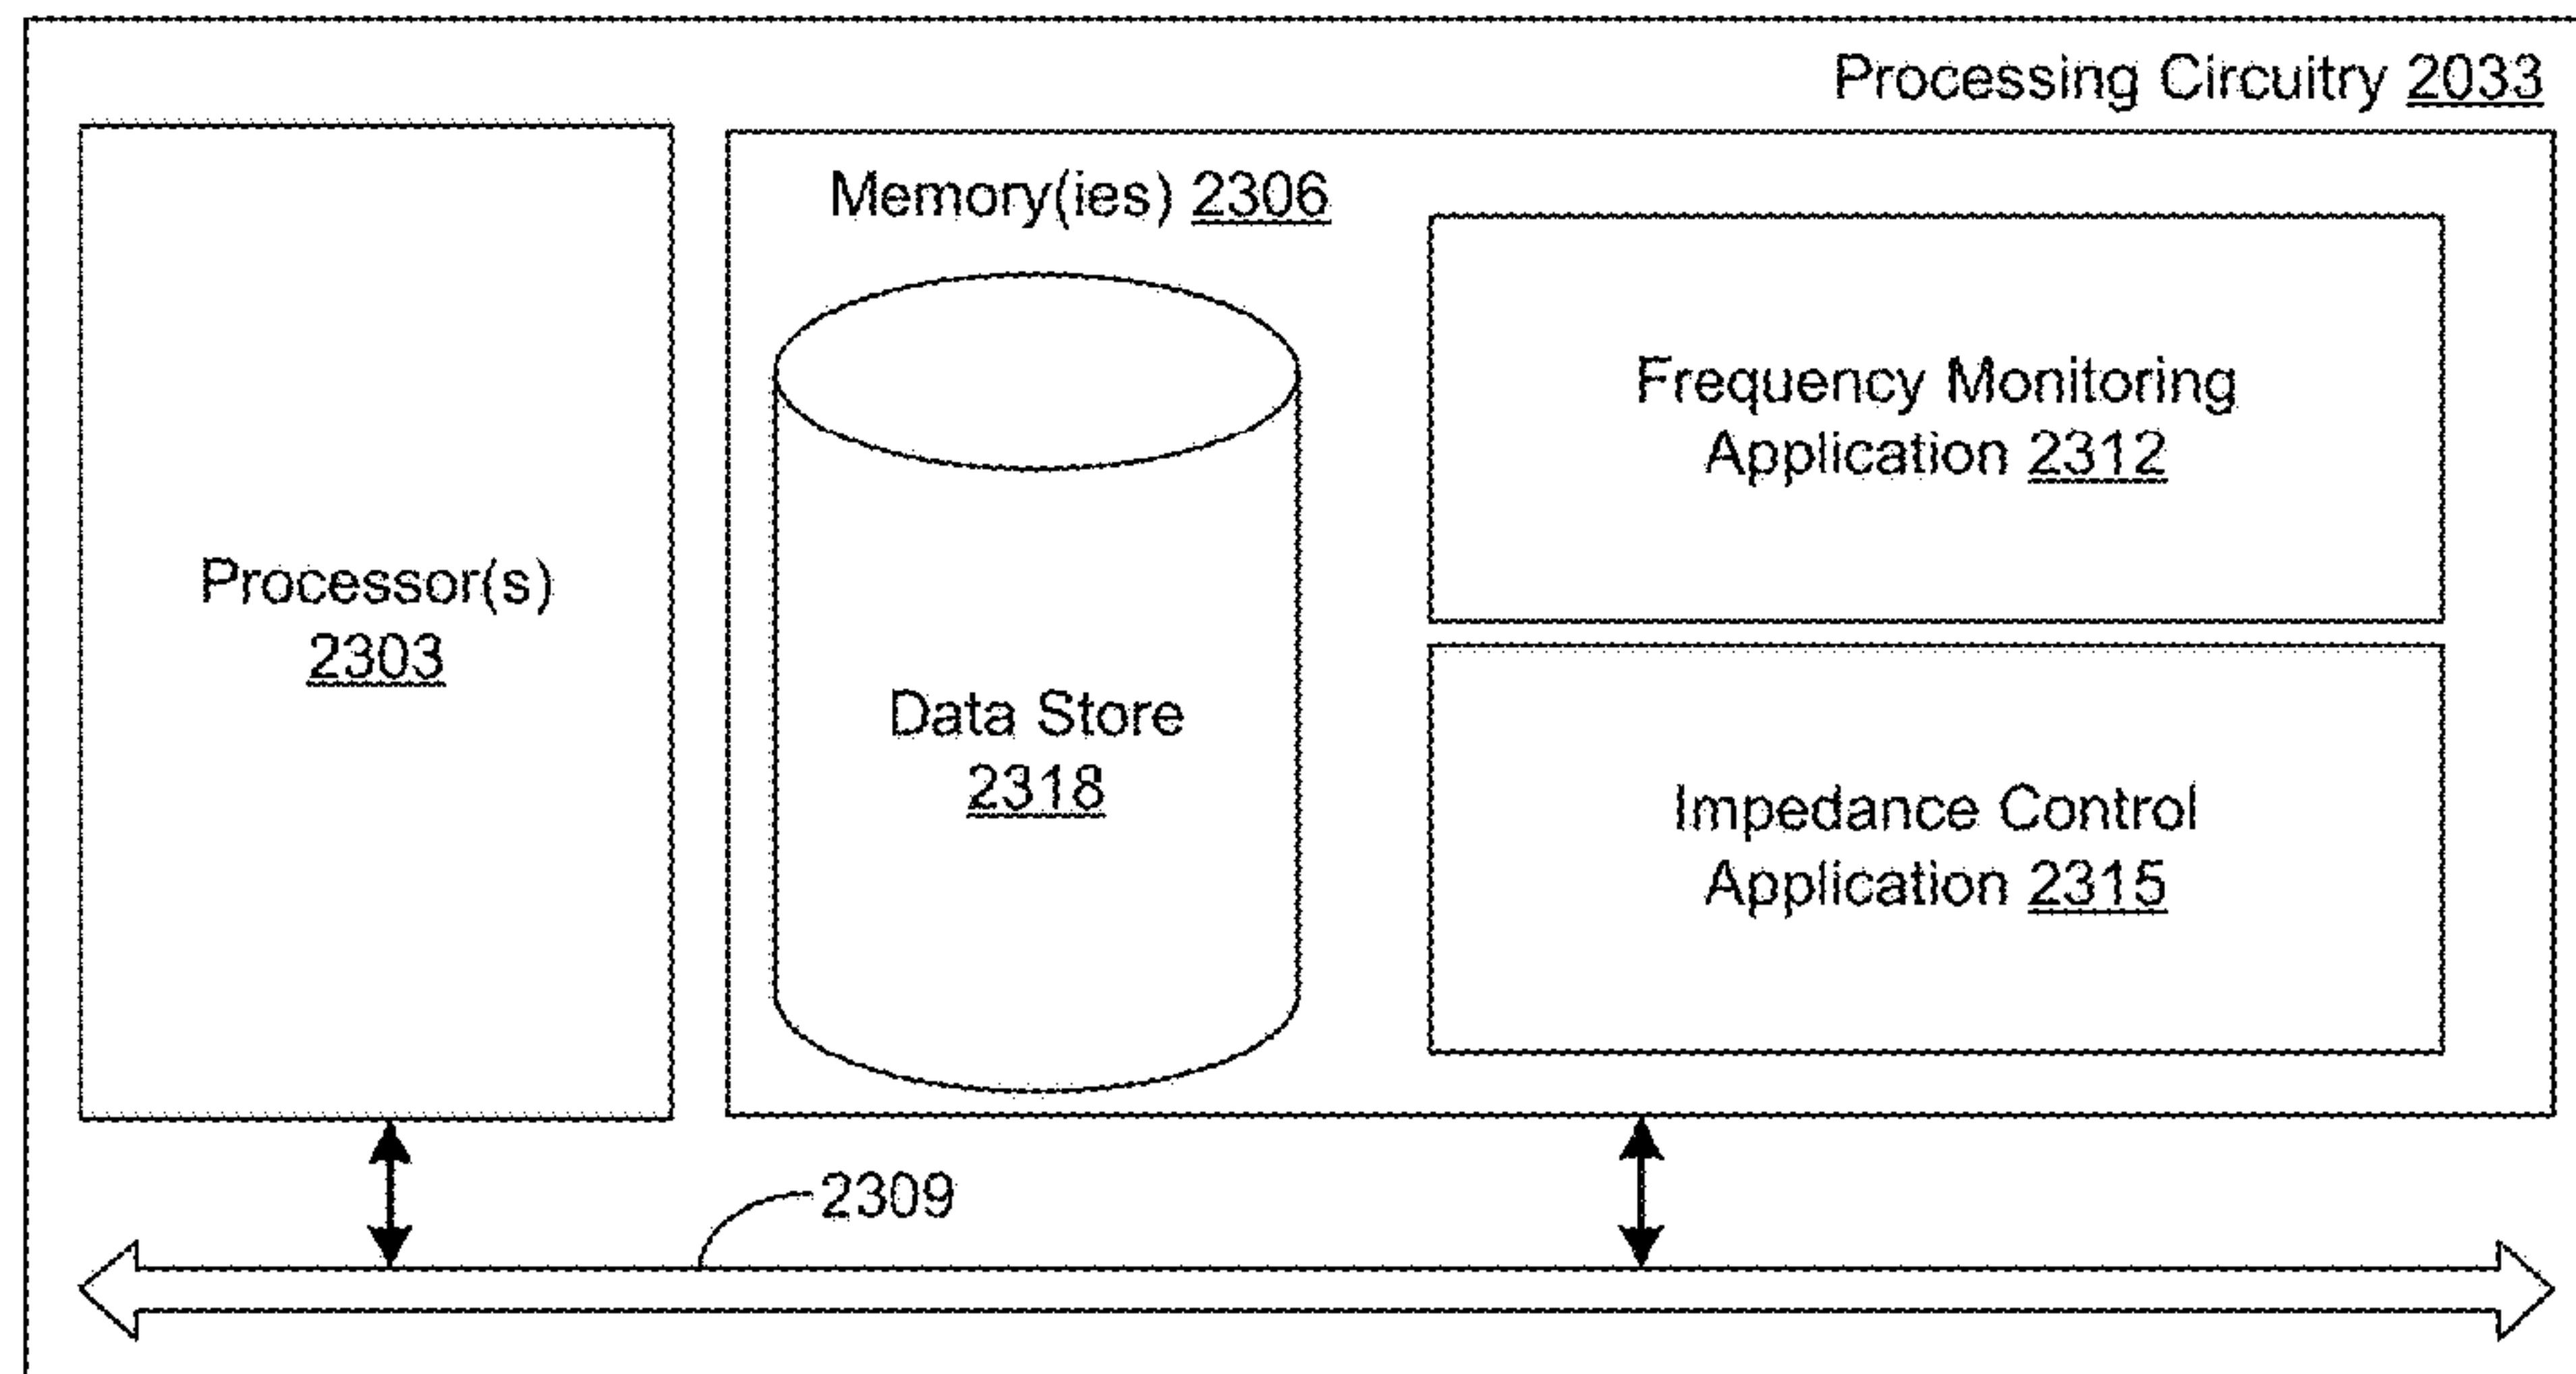 Processing Circuitry 2033
Memory(ies) 2306
Frequency Monitoring
Application 2312
Processor(s)
2303
Data Store
2318
Impedance Control
Application 2315
2309